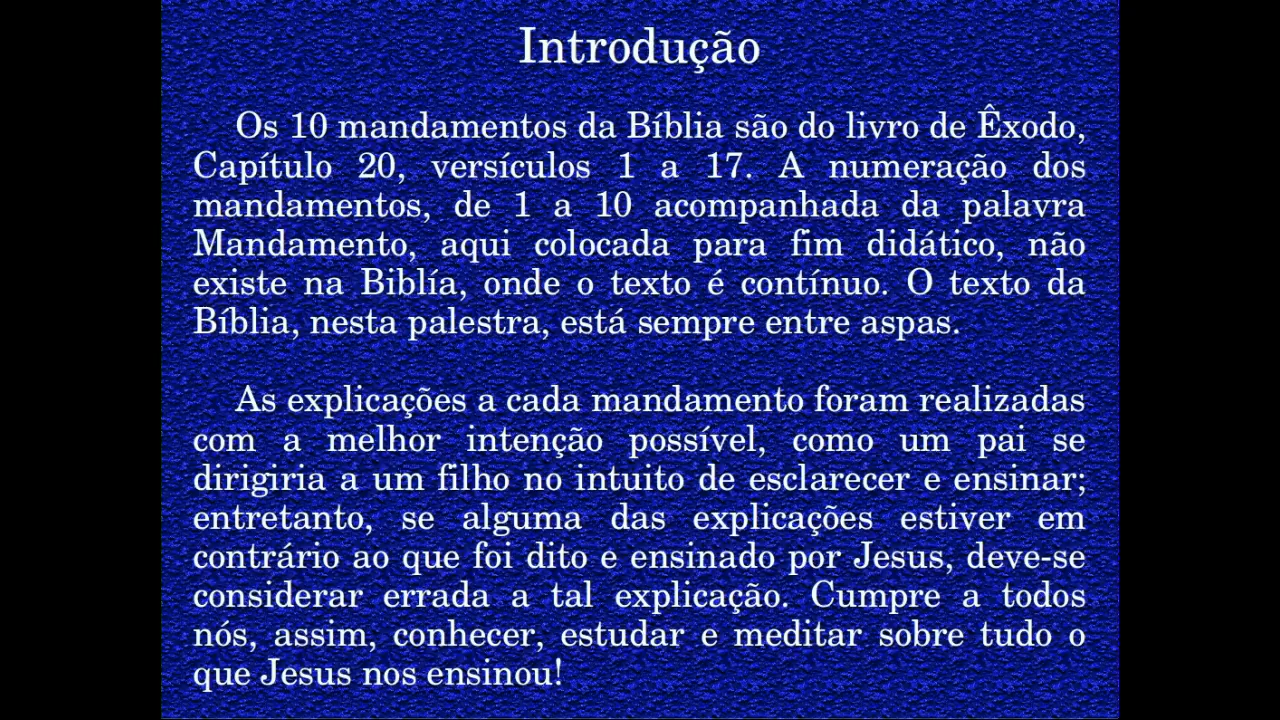 Introdução
Os 10 mandamentos da Bíblia são do livro de Êxodo,
Capítulo 20, versículos 1 a 17. A numeração dos
mandamentos, de 1 a 10 acompanhada da palavra
Mandamento, aqui colocada para fim didático, não
existe na Biblía, onde o texto é contínuo. O texto da
Bíblia, nesta palestra, está sempre entre aspas.
As explicações a cada mandamento foram realizadas
com a melhor intenção possível, como um pai se
dirigiria a um filho no intuito de esclarecer e ensinar;
entretanto, se alguma das explicações estiver em
contrário ao que foi dito e ensinado por Jesus, deve-se
considerar errada a tal explicação. Cumpre a todos
nós, assim, conhecer, estudar e meditar sobre tudo o
que Jesus nos ensinou!